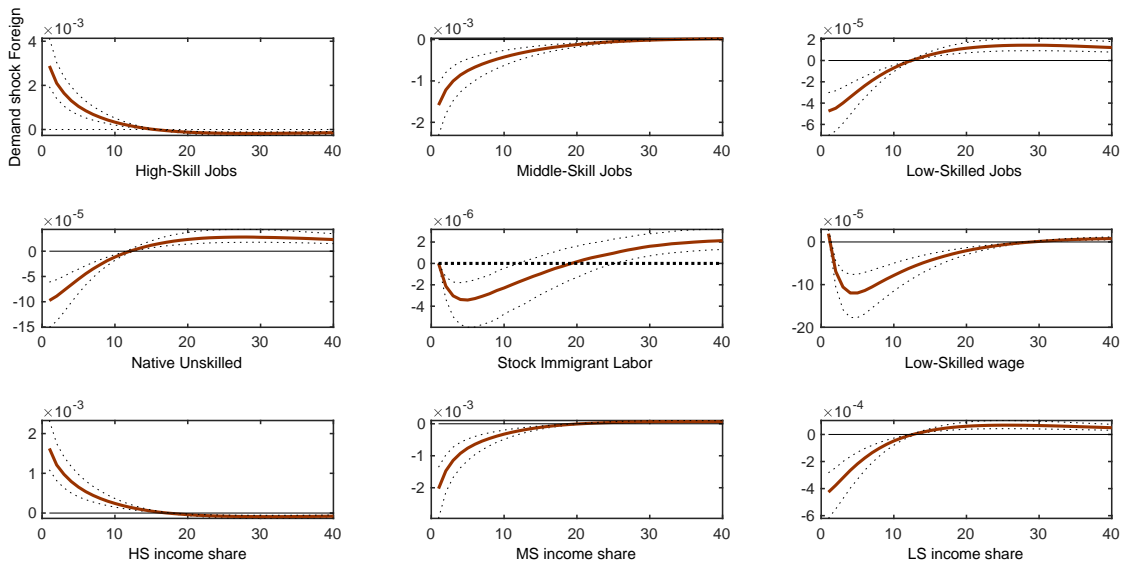 ×10-3 ×10-3 ×10-5
Demand shock Foreign
4 0 2
2 -1 0
0 -2 -2
-4
-6
0 10 20 30 40 0 10 20 30 40 0 10 20 30 40
High-Skill Jobs Middle-Skill Jobs Low-Skilled Jobs
×10-5 ×10-6 ×10-5
0 2 0
-5 0 -10
-10 -2 -20
-15 -4
0 10 20 30 40 0 10 20 30 40 0 10 20 30 40
Native Unskilled Stock Immigrant Labor Low-Skilled wage
×10-3 ×10-3 ×10-4
2 0 0
1 -1 -2
0 -2 -4
-6
0 10 20 30 40 0 10 20 30 40 0 10 20 30 40
HS income share MS income share LS income share